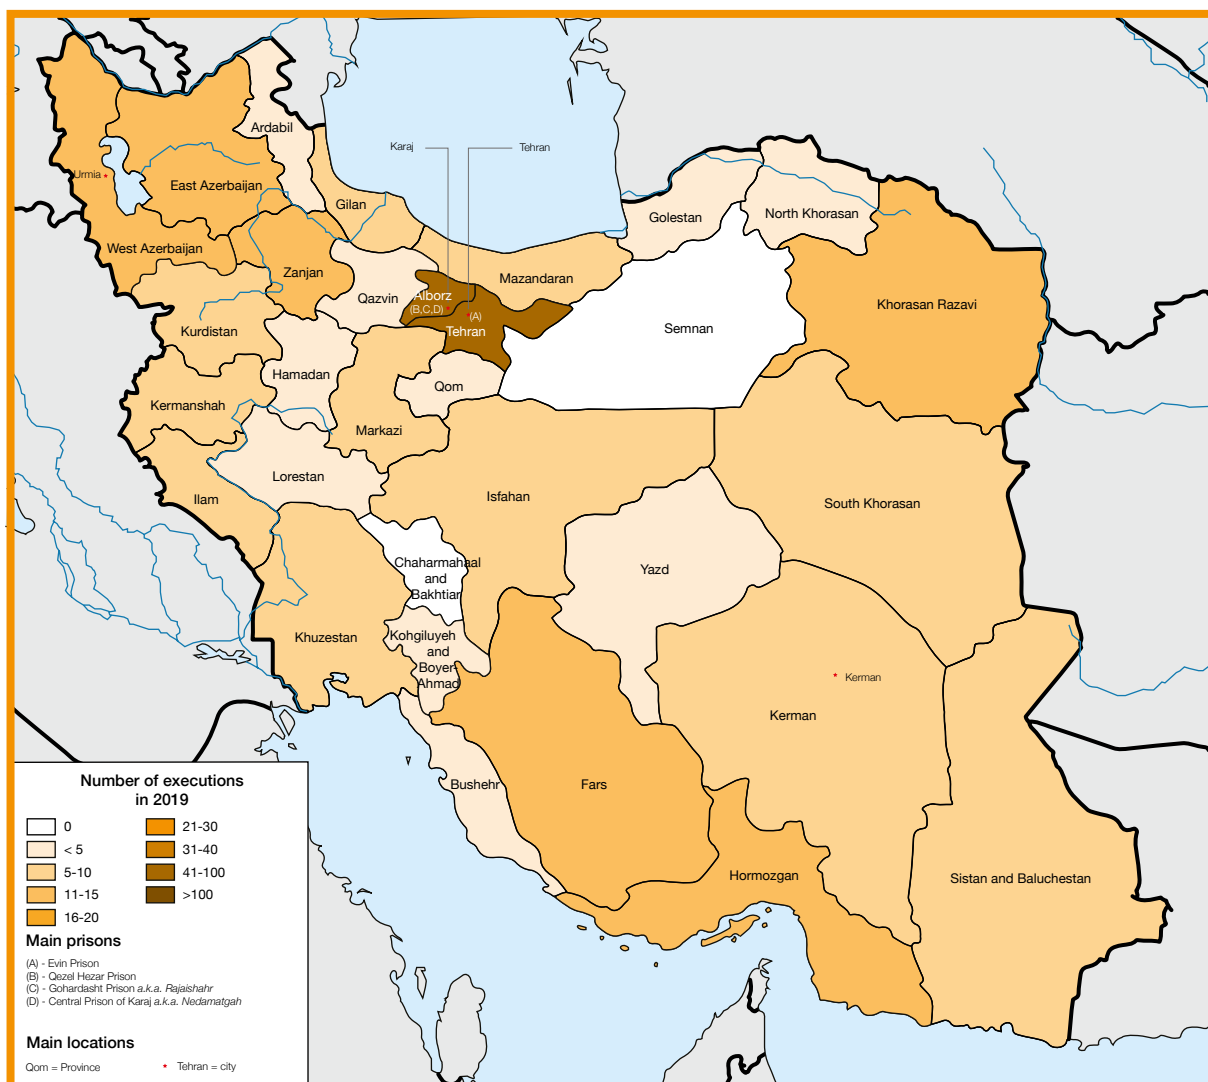 Ardabil
Karaj
Tehran
Urmia
East Azerbaijan
Gilan
Golestan
North Khorasan
West Azerbaijan
Zanjan
Mazandaran
Qazvin
Alborz
(B,C,D)
(A)
Tehran
Khorasan Razavi
Kurdistan
Semnan
Hamadan
Qom
Kermanshah
Markazi
Lorestan
Ilam
Isfahan
South Khorasan
Chaharmahaal
and
Bakhtiar
Yazd
Khuzestan
Kohgiluyeh
and
Boyer-
Ahmad
Kerman
Kerman
Bushehr
Fars
Hormozgan
Sistan and Baluchestan
Number of executions
in 2019
0
< 5
5-10
11-15
16-20
21-30
31-40
41-100
>100
Main prisons
(A) - Evin Prison
(B) - Qezel Hezar Prison
(C) - Gohardasht Prison a.k.a. Rajaishahr
(D) - Central Prison of Karaj a.k.a. Nedamatgah
Main locations
Qom = Province
* Tehran = city